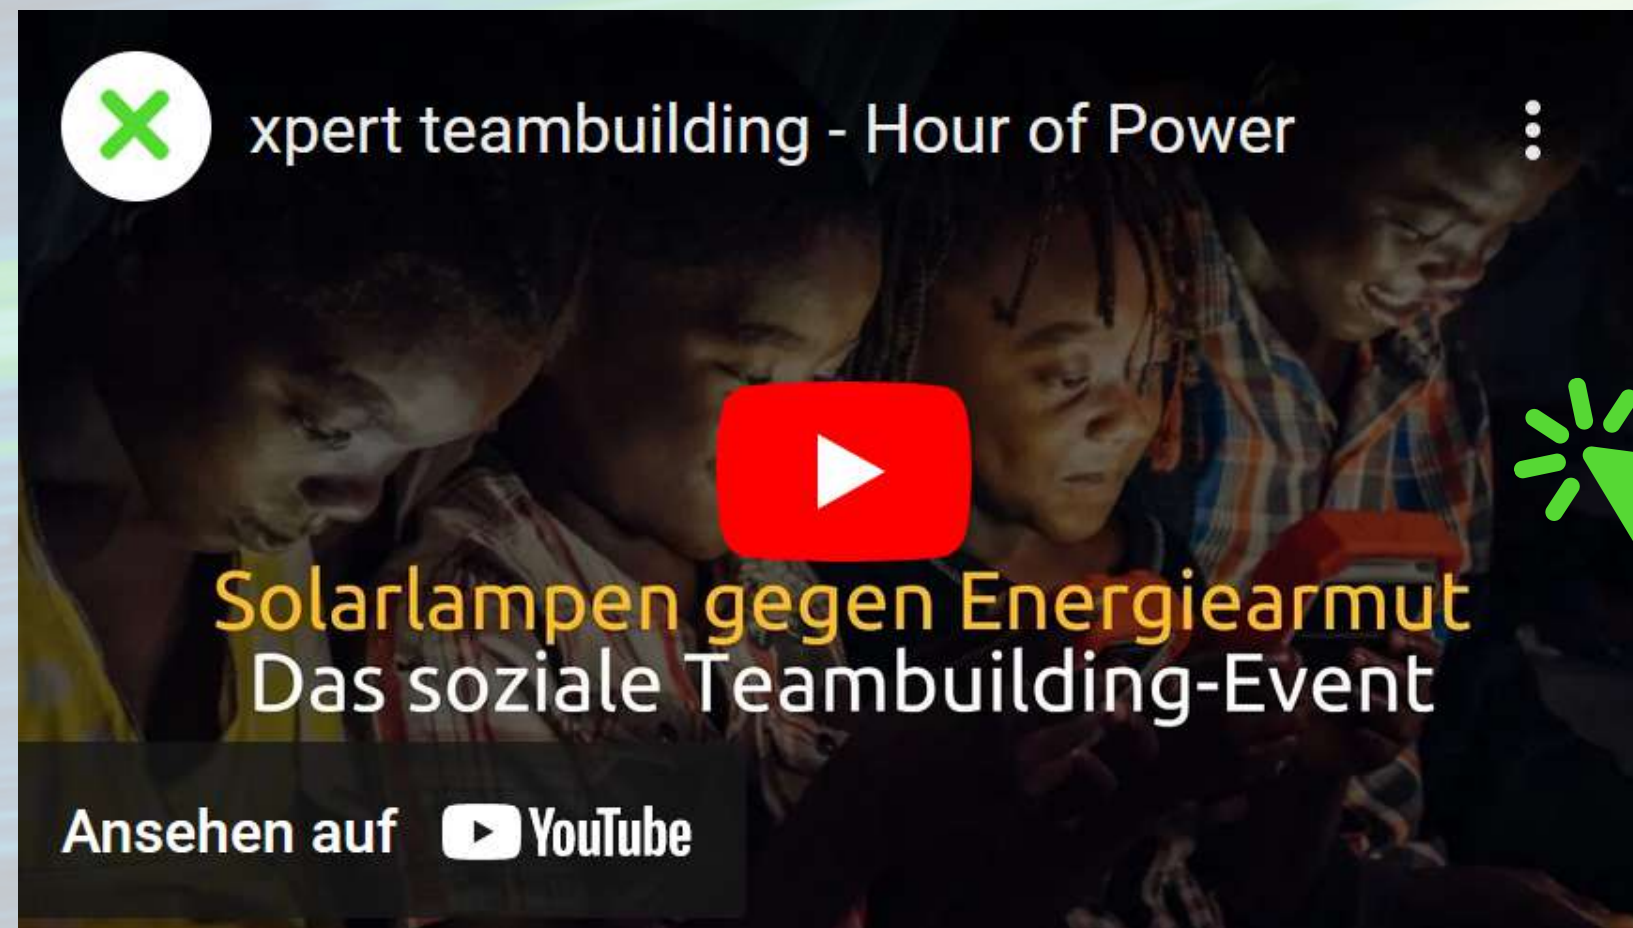 xpert teambuilding - Hour of Power
Solarlampen gegen Energiearmut
Das soziale Teambuilding-Event
Ansehen auf YouTube